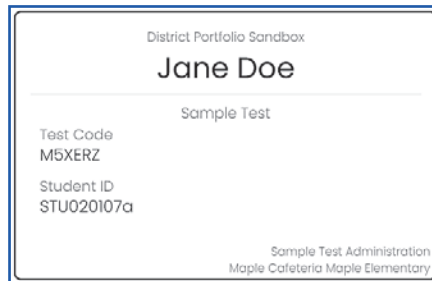 District Portfolio Sandbox
Jane Doe
Sample Test
Test Code
M5XERZ
Student ID
STU020107a
Sample Test Administration
Maple Cafeteria Maple Elementary